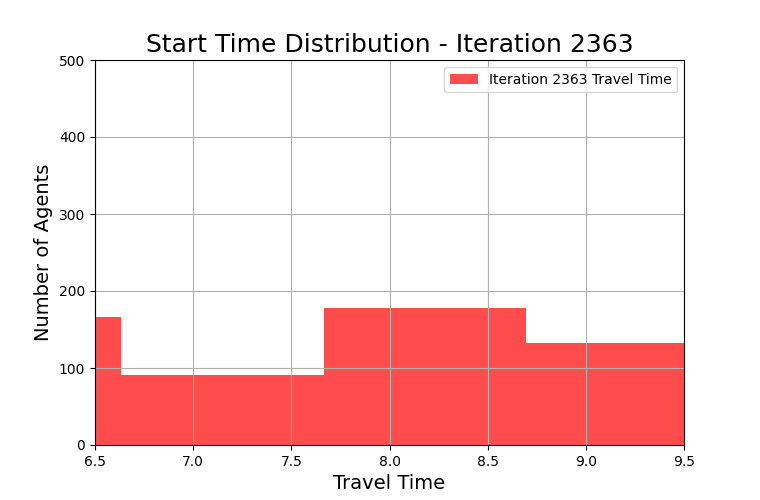 Start Time Distribution - Iteration 2363
500
400
300
200
100
0
Number of Agents
Iteration 2363 Travel Time
6.5 7.0 7.5 8.0 8.5 9.0 9.5
Travel Time